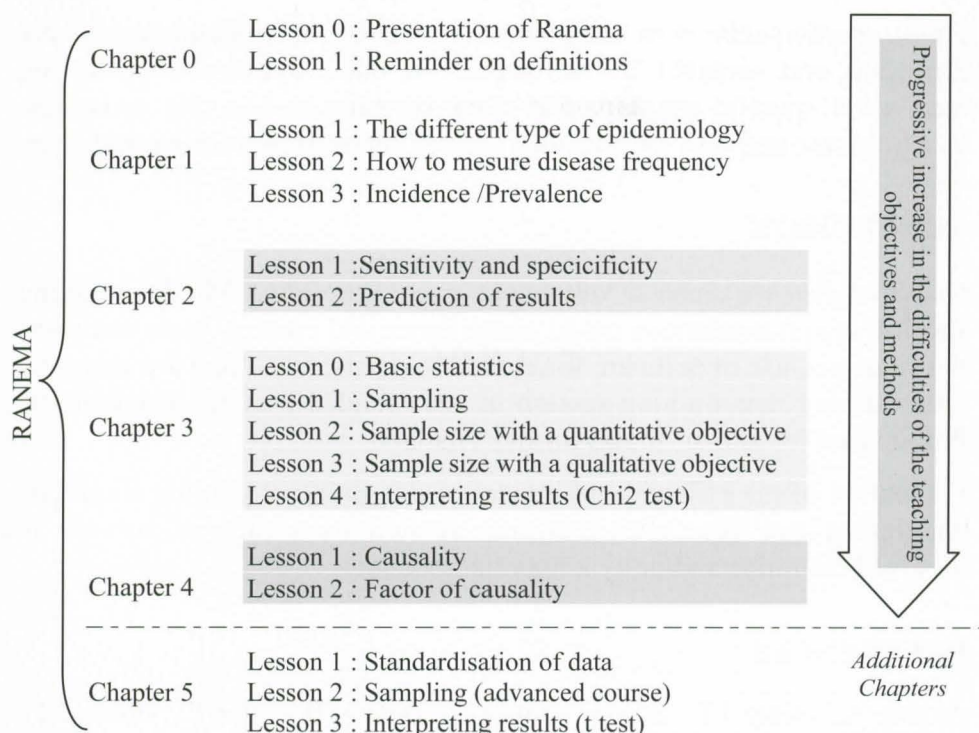 RANEMA
Chapter 0
Lesson 0 : Presentation of Ranema
Lesson 1 : Reminder on definitions
Chapter 1
Lesson 1 : The different type of epidemiology
Lesson 2 : How to mesure disease frequency
Lesson 3 : Incidence /Prevalence
Chapter 2
Lesson 1 :Sensitivity and specicificity
Lesson 2 :Prediction of results
Chapter 3
Lesson 0 : Basic statistics
Lesson 1 : Sampling
Lesson 2 : Sample size with a quantitative objective
Lesson 3 : Sample size with a qualitative objective
Lesson 4 : Interpreting results (Chi2 test)
Chapter 4
Lesson 1 : Causality
Lesson 2 : Factor of causality
Chapter 5
Lesson 1 : Standardisation of data
Lesson 2 : Sampling (advanced course)
Lesson 3 : Interpreting results (t test)
Progressive increase in the difficulties of the teaching
objectives and methods
Additional
Chapters